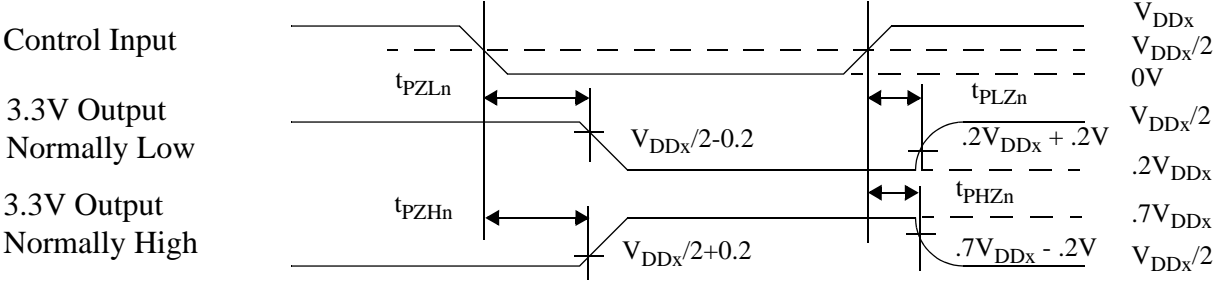 V_DDx
Control Input
V_DDx/2
0V
t_PZLn
t_PLZn
3.3V Output
Normally Low
V_DDx/2
V_DDx/2-0.2
.2V_DDx + .2V
.2V_DDx
3.3V Output
Normally High
t_PZHn
t_PHZn
.7V_DDx
V_DDx/2+0.2
.7V_DDx - .2V
V_DDx/2